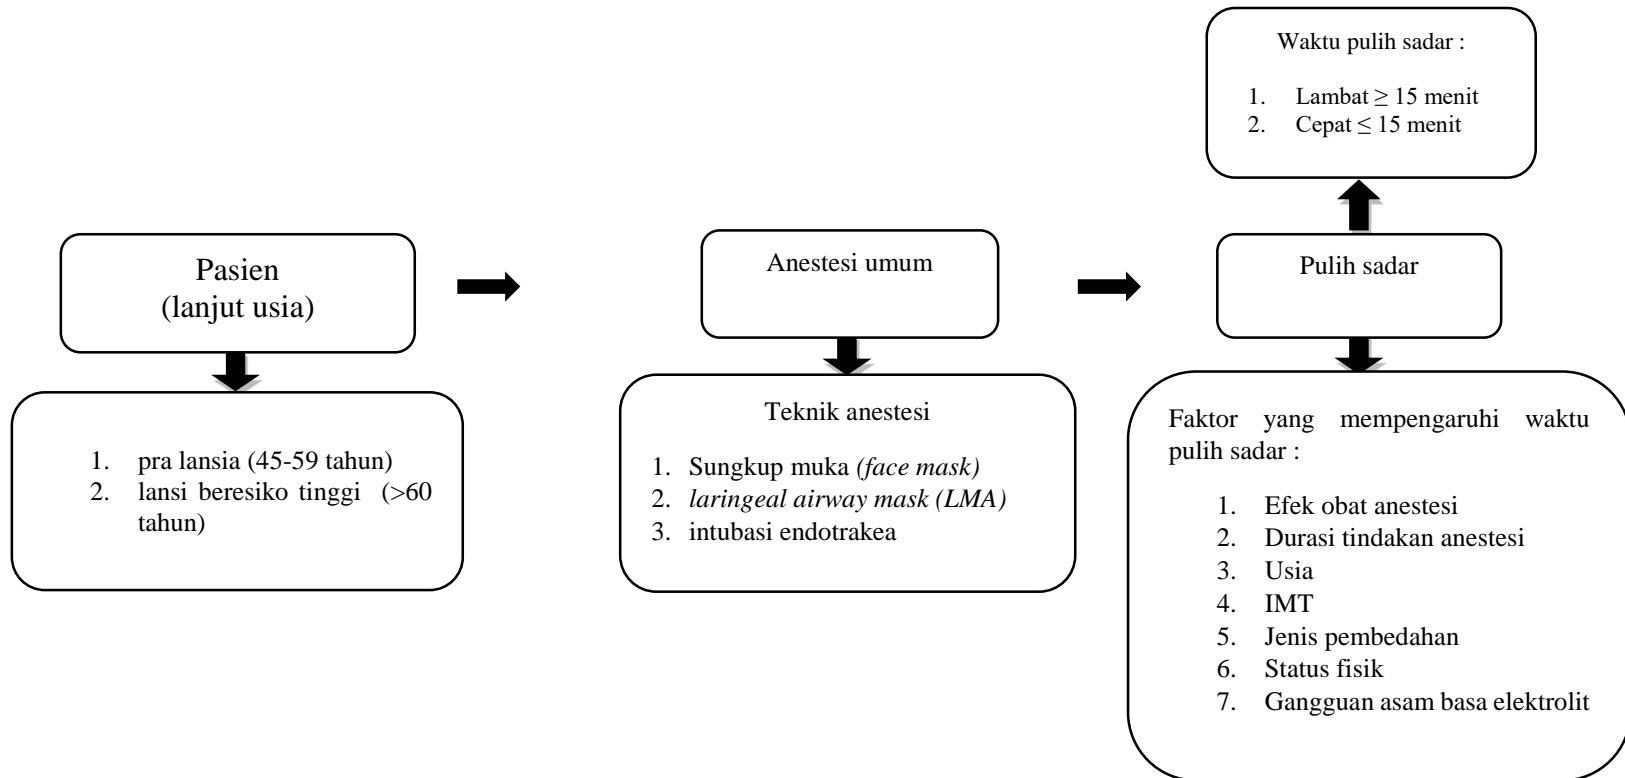 Waktu pulih sadar :
1. Lambat ≥ 15 menit
2. Cepat ≤ 15 menit
Pasien
(lanjut usia)
Anestesi umum
Pulih sadar
1. pra lansia (45-59 tahun)
2. lansi beresiko tinggi (>60
tahun)
Teknik anestesi
1. Sungkup muka (face mask)
2. laringeal airway mask (LMA)
3. intubasi endotrakea
Faktor yang mempengaruhi waktu
pulih sadar :
1. Efek obat anestesi
2. Durasi tindakan anestesi
3. Usia
4. IMT
5. Jenis pembedahan
6. Status fisik
7. Gangguan asam basa elektrolit